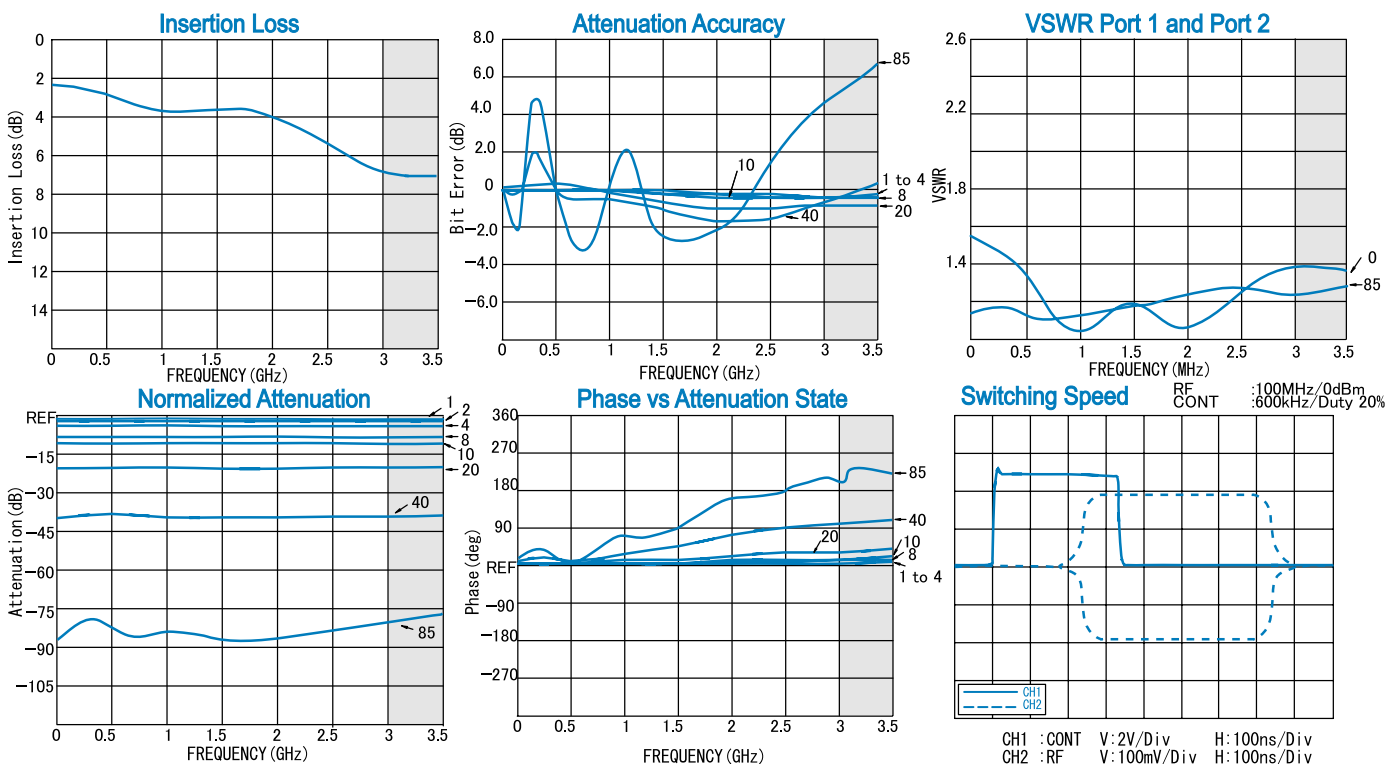 Insertion Loss
0
2
4
6
8
10
12
14
Insertion Loss(dB)
0 0.5 1 1.5 2 2.5 3 3.5
FREQUENCY(GHz)
Attenuation Accuracy
8.0
6.0
4.0
2.0
0
-2.0
-4.0
-6.0
Bit Error(dB)
85
10
1 to 4
8
20
40
0 0.5 1 1.5 2 2.5 3 3.5
FREQUENCY(GHz)
VSWR Port 1 and Port 2
2.6
2.2
1.8
1.4
VSWR
0
85
0 0.5 1 1.5 2 2.5 3 3.5
FREQUENCY(MHz)
Normalized Attenuation
REF
-15
-30
-45
-60
-75
-90
-105
Attenuation(dB)
1
2
4
8
10
20
40
85
0 0.5 1 1.5 2 2.5 3 3.5
FREQUENCY(GHz)
Phase vs Attenuation State
360
270
180
90
REF
-90
-180
-270
Phase(deg)
85
40
20
10
8
1 to 4
0 0.5 1 1.5 2 2.5 3 3.5
FREQUENCY(GHz)
Switching Speed
RF :100MHz/0dBm
CONT :600kHz/Duty 20%
CH1
CH2
CH1 :CONT V:2V/Div H:100ns/Div
CH2 :RF V:100mV/Div H:100ns/Div